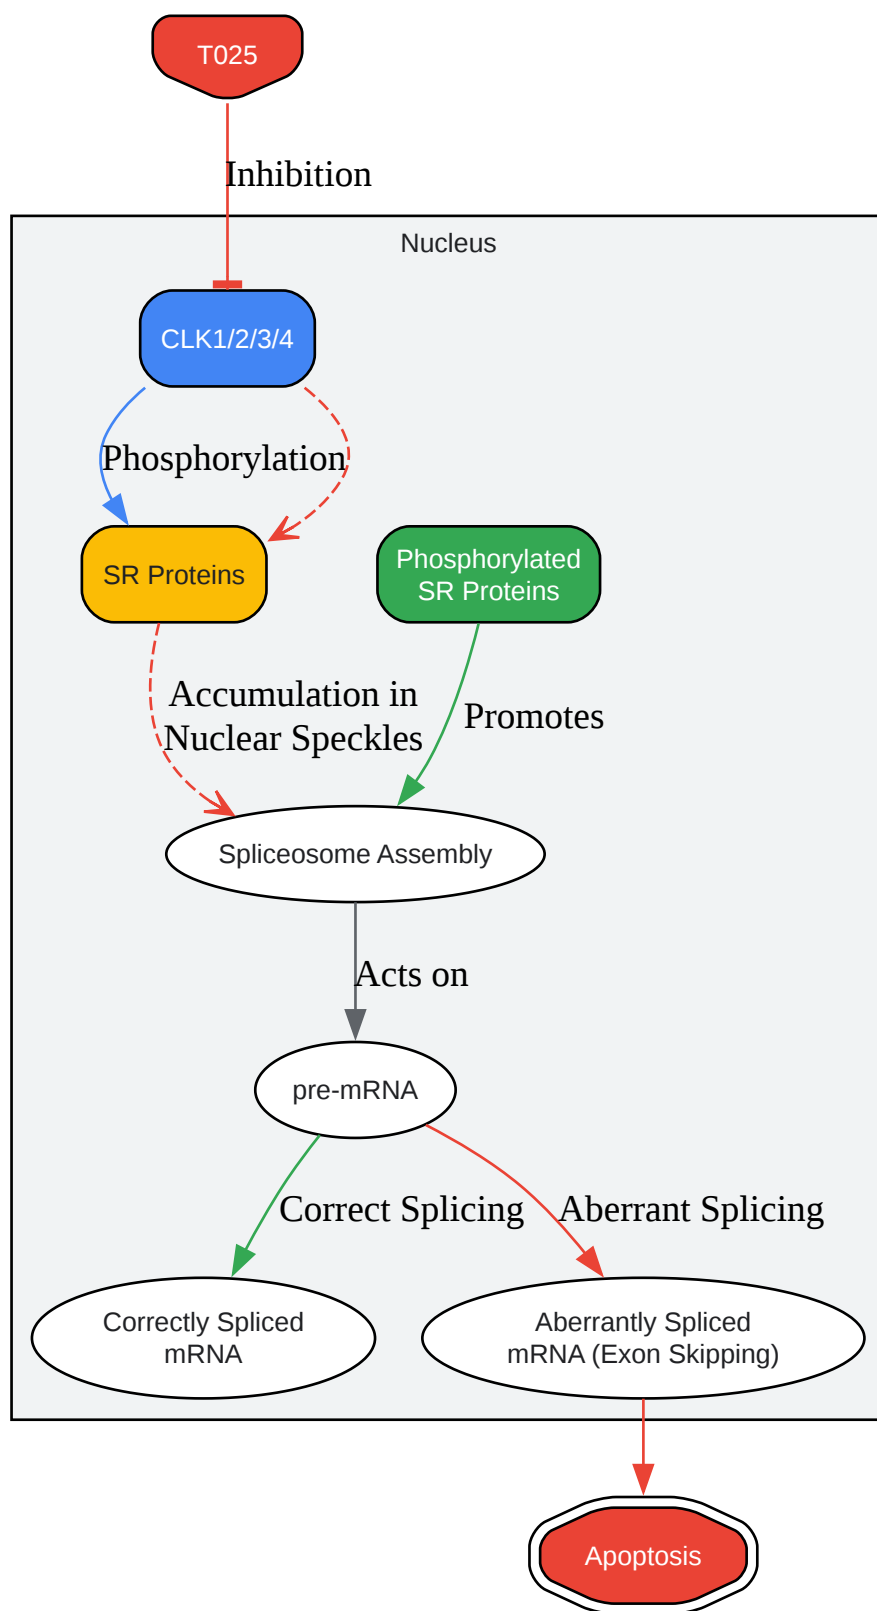 T025
Inhibition
Nucleus
CLK1/2/3/4
Phosphorylation
SR Proteins
Phosphorylated
SR Proteins
Accumulation in
Nuclear Speckles
Promotes
Spliceosome Assembly
Acts on
pre-mRNA
Correct Splicing
Aberrant Splicing
Correctly Spliced
mRNA
Aberrantly Spliced
mRNA (Exon Skipping)
Apoptosis